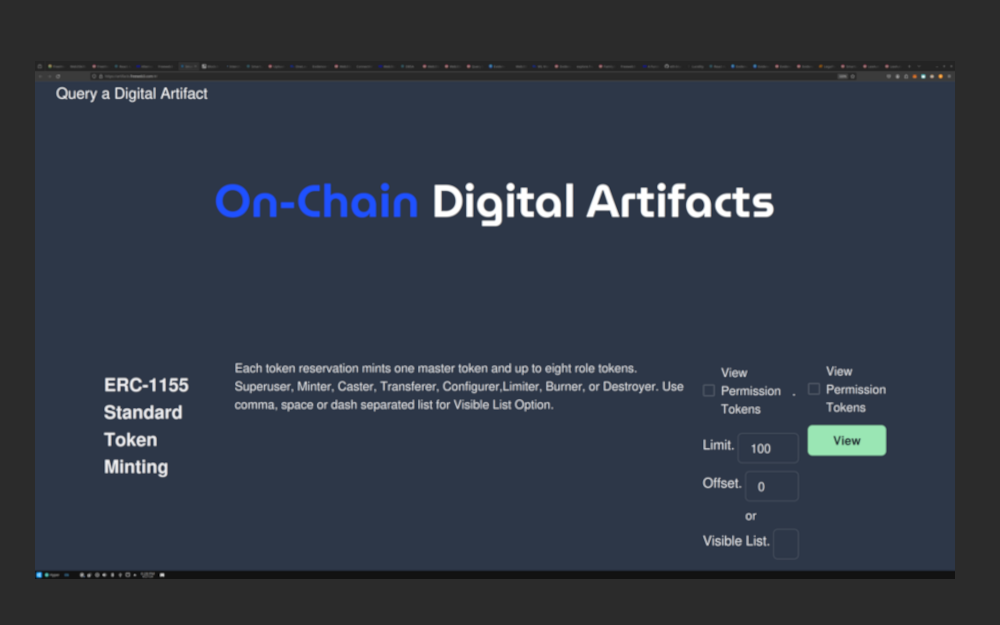 Query a Digital Artifact
On-Chain Digital Artifacts
ERC-1155
Standard
Token
Minting
Each token reservation mints one master token and up to eight role tokens.
Superuser, Minter, Caster, Transferer, Configurer,Limiter, Burner, or Destroyer. Use
comma, space or dash separated list for Visible List Option.
View
Permission
Tokens
.
View
Permission
Tokens
Limit. 100
View
Offset. 0
or
Visible List.